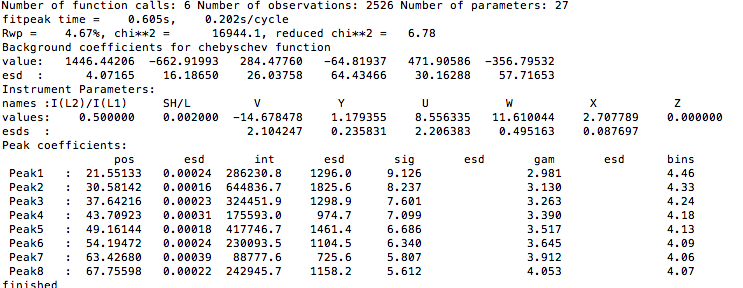 Number of function calls: 6 Number of observations: 2526 Number of parameters: 27
fitpeak time =    0.605s,    0.202s/cycle
Rwp =   4.67%, chi**2 =      16944.1, reduced chi**2 =   6.78
Background coefficients for chebyschev function
value:   1446.44206  -662.91993   284.47760   -64.81937   471.90586  -356.79532
esd  :      4.07165    16.18650    26.03758    64.43466    30.16288    57.71653
Instrument Parameters:
names :I(L2)/I(L1)     SH/L        V           Y           U           W           X           Z
values:    0.500000    0.002000  -14.678478    1.179355    8.556335   11.610044    2.707789    0.000000
esds  :                            2.104247    0.235831    2.206383    0.495163    0.087697
Peak coefficients:
pos       esd       int       esd       sig       esd       gam       esd      bins
Peak1   :  21.55133   0.00024  286230.8    1296.0     9.126               2.981               4.46
Peak2   :  30.58142   0.00016  644836.7    1825.6     8.237               3.130               4.33
Peak3   :  37.64216   0.00023  324451.9    1298.9     7.601               3.263               4.24
Peak4   :  43.70923   0.00031  175593.0     974.7     7.099               3.390               4.18
Peak5   :  49.16144   0.00018  417746.7    1461.4     6.686               3.517               4.13
Peak6   :  54.19472   0.00024  230093.5    1104.5     6.340               3.645               4.09
Peak7   :  63.42680   0.00039   88777.6     725.6     5.807               3.912               4.06
Peak8   :  67.75598   0.00022  242945.7    1158.2     5.612               4.053               4.07
finished